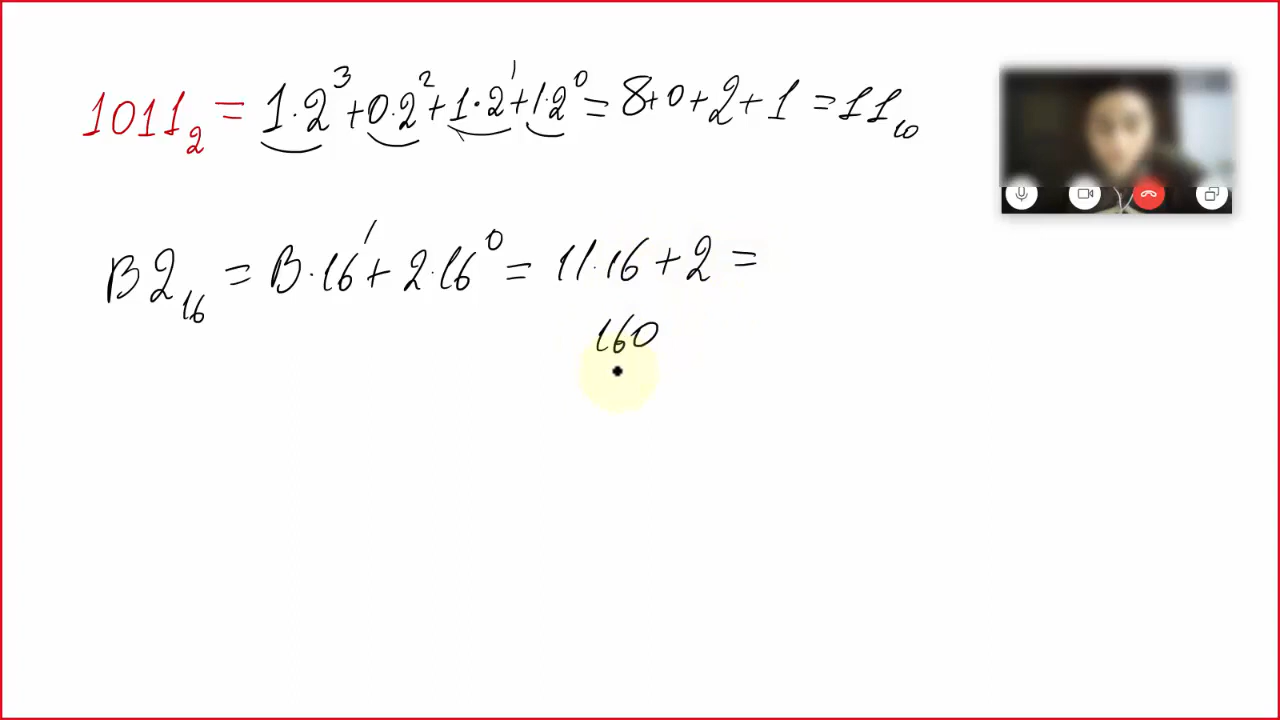 1011₂ = 1·2³+0·2²+1·2¹+1·2⁰=8+0+2+1=11₁₀
B2₁₆ = B·16¹+2·16⁰=11·16+2=
160